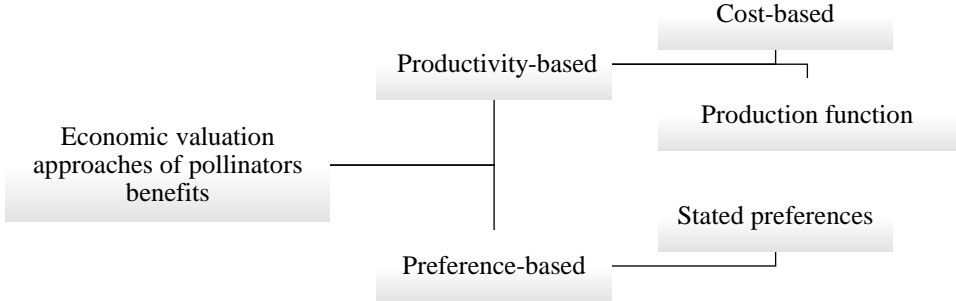 Cost-based
Productivity-based
Production function
Economic valuation
approaches of pollinators
benefits
Stated preferences
Preference-based